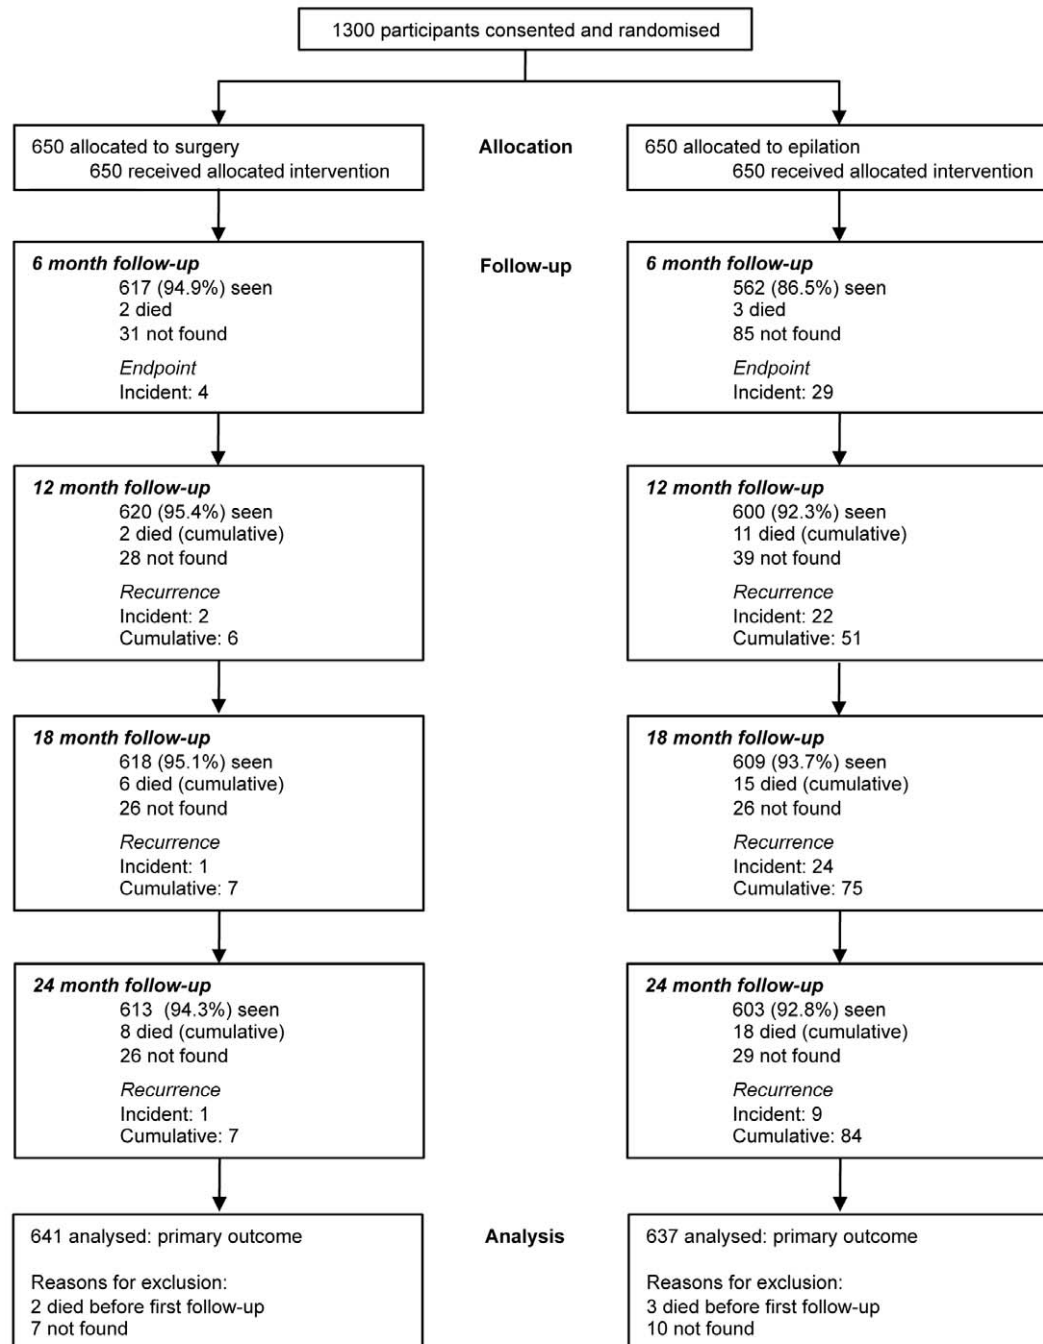 1300 participants consented and randomised
Allocation
650 allocated to surgery
650 received allocated intervention
650 allocated to epilation
650 received allocated intervention
Follow-up
6 month follow-up
617 (94.9%) seen
2 died
31 not found
Endpoint
Incident: 4
6 month follow-up
562 (86.5%) seen
3 died
85 not found
Endpoint
Incident: 29
12 month follow-up
620 (95.4%) seen
2 died (cumulative)
28 not found
Recurrence
Incident: 2
Cumulative: 6
12 month follow-up
600 (92.3%) seen
11 died (cumulative)
39 not found
Recurrence
Incident: 22
Cumulative: 51
18 month follow-up
618 (95.1%) seen
6 died (cumulative)
26 not found
Recurrence
Incident: 1
Cumulative: 7
18 month follow-up
609 (93.7%) seen
15 died (cumulative)
26 not found
Recurrence
Incident: 24
Cumulative: 75
24 month follow-up
613 (94.3%) seen
8 died (cumulative)
26 not found
Recurrence
Incident: 1
Cumulative: 7
24 month follow-up
603 (92.8%) seen
18 died (cumulative)
29 not found
Recurrence
Incident: 9
Cumulative: 84
Analysis
641 analysed: primary outcome
Reasons for exclusion:
2 died before first follow-up
7 not found
637 analysed: primary outcome
Reasons for exclusion:
3 died before first follow-up
10 not found